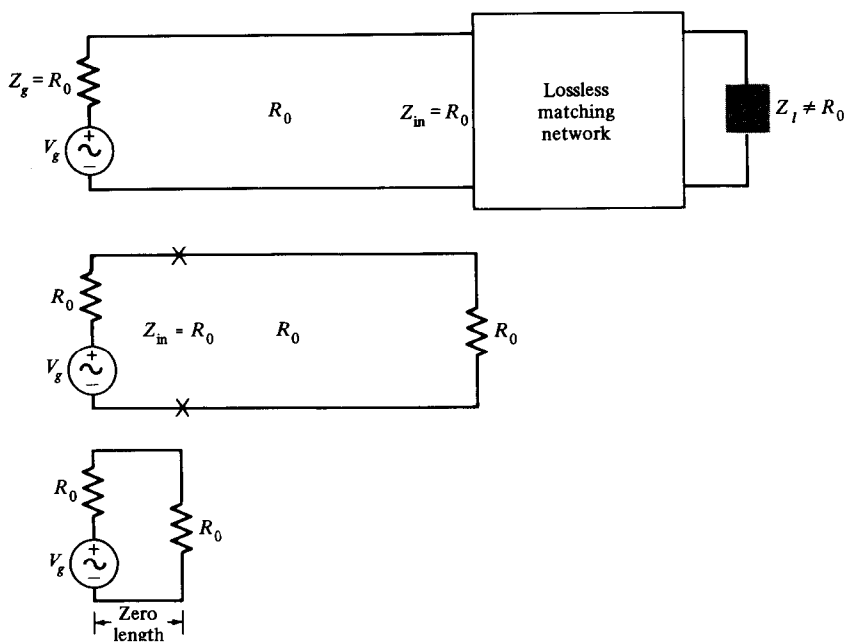 Z_g = R_0
R_0
Z_in = R_0
Lossless
matching
network
Z_l ≠ R_0
+
V_g
−
R_0
Z_in = R_0
R_0
R_0
+
V_g
−
R_0
R_0
+
V_g
−
Zero
length